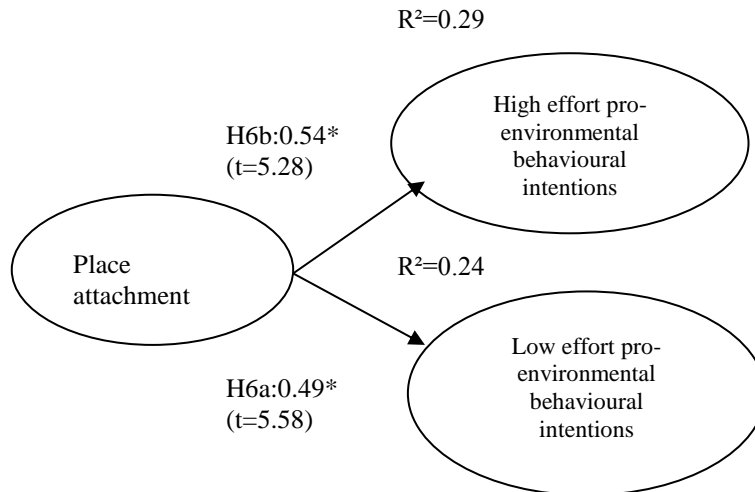 R²=0.29
High effort pro-
environmental
behavioural
intentions
H6b:0.54*
(t=5.28)
Place
attachment
R²=0.24
Low effort pro-
environmental
behavioural
intentions
H6a:0.49*
(t=5.58)